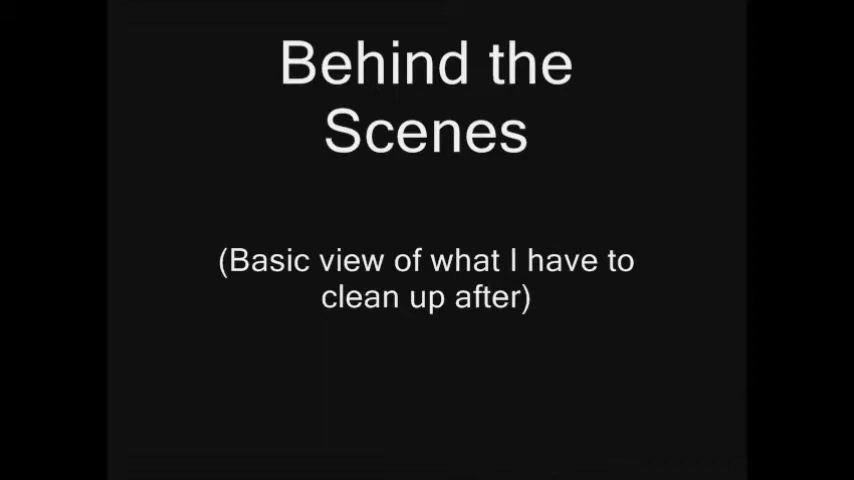 Behind the
Scenes
(Basic view of what I have to
clean up after)